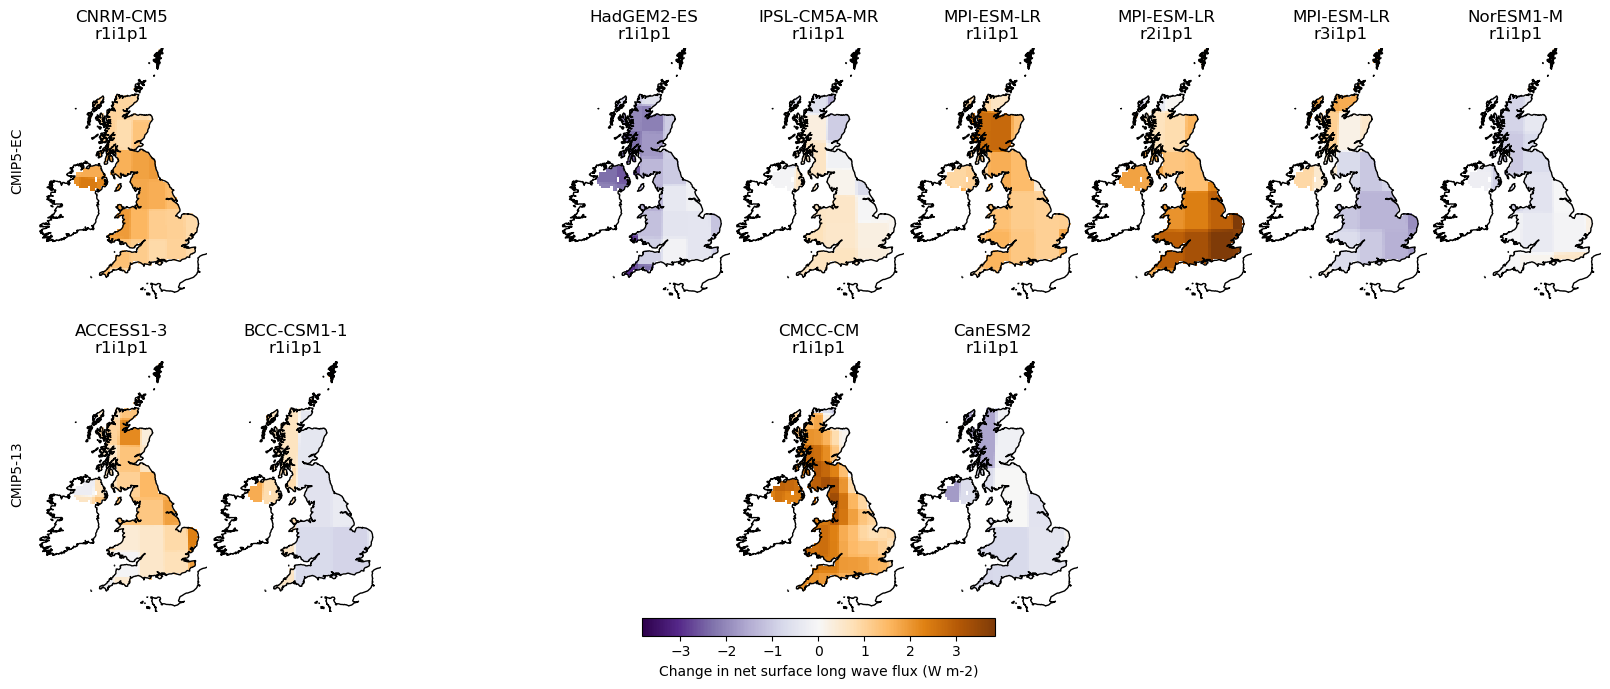 CNRM-CM5
r1i1p1
HadGEM2-ES
r1i1p1
IPSL-CM5A-MR
r1i1p1
MPI-ESM-LR
r1i1p1
MPI-ESM-LR
r2i1p1
MPI-ESM-LR
r3i1p1
NorESM1-M
r1i1p1
CMIP5-EC
ACCESS1-3
r1i1p1
BCC-CSM1-1
r1i1p1
CMCC-CM
r1i1p1
CanESM2
r1i1p1
CMIP5-13
−3 −2 −1 0 1 2 3
Change in net surface long wave flux (W m-2)